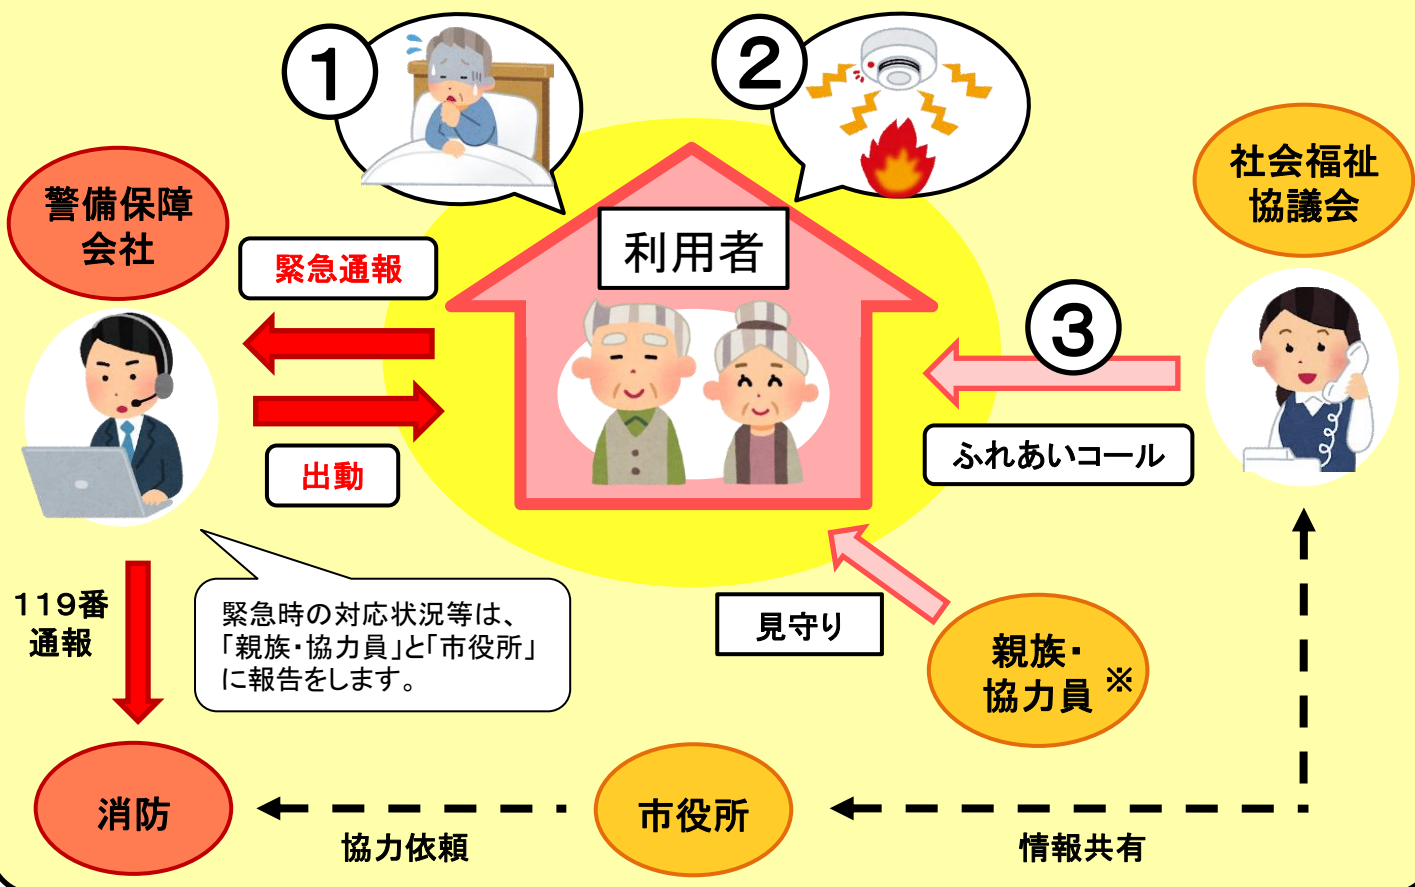 ①
②
社会福祉
協議会
警備保障
会社
利用者
緊急通報
③
ふれあいコール
出動
119番
通報
緊急時の対応状況等は、
「親族・協力員」と「市役所」
に報告をします。
見守り
親族・
協力員※
消防
市役所
協力依頼
情報共有